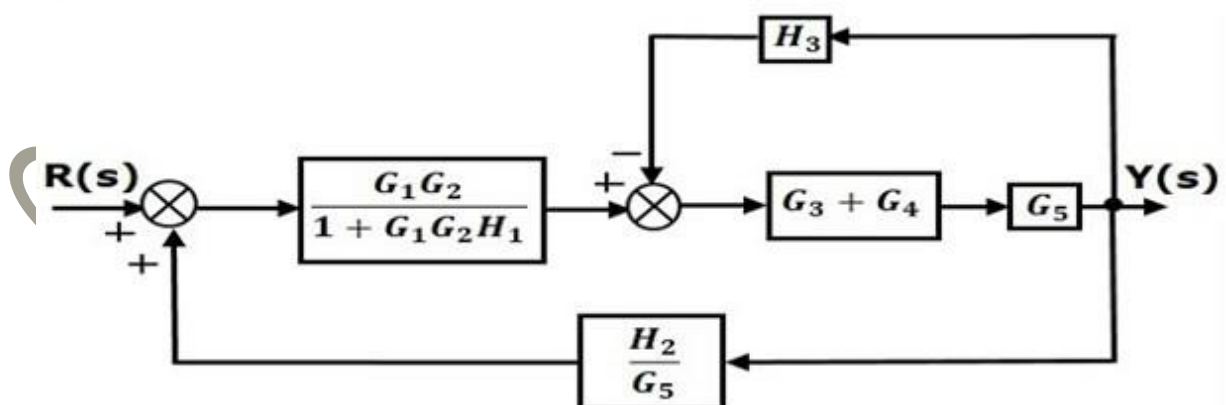 H₃
R(s)
+
+
G₁G₂
1 + G₁G₂H₁
+
−
G₃ + G₄
G₅
Y(s)
H₂
G₅